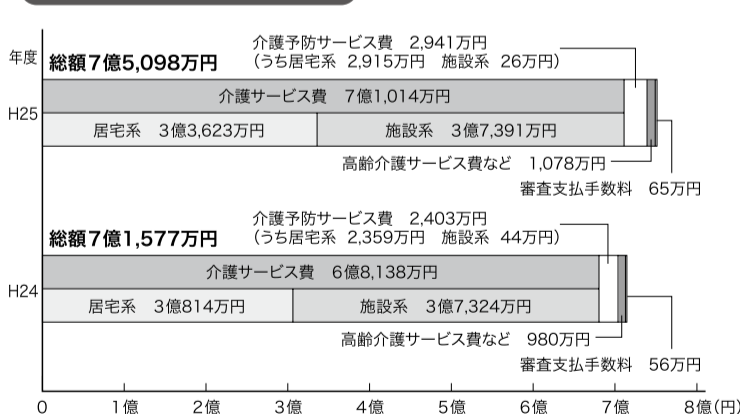 年度
総額7億5,098万円
介護予防サービス費 2,941万円
(うち居宅系 2,915万円 施設系 26万円)
H25
介護サービス費 7億1,014万円
居宅系 3億3,623万円
施設系 3億7,391万円
高齢介護サービス費など 1,078万円
審査支払手数料 65万円
総額7億1,577万円
介護予防サービス費 2,403万円
(うち居宅系 2,359万円 施設系 44万円)
H24
介護サービス費 6億8,138万円
居宅系 3億814万円
施設系 3億7,324万円
高齢介護サービス費など 980万円
審査支払手数料 56万円
0 1億 2億 3億 4億 5億 6億 7億 8億(円)